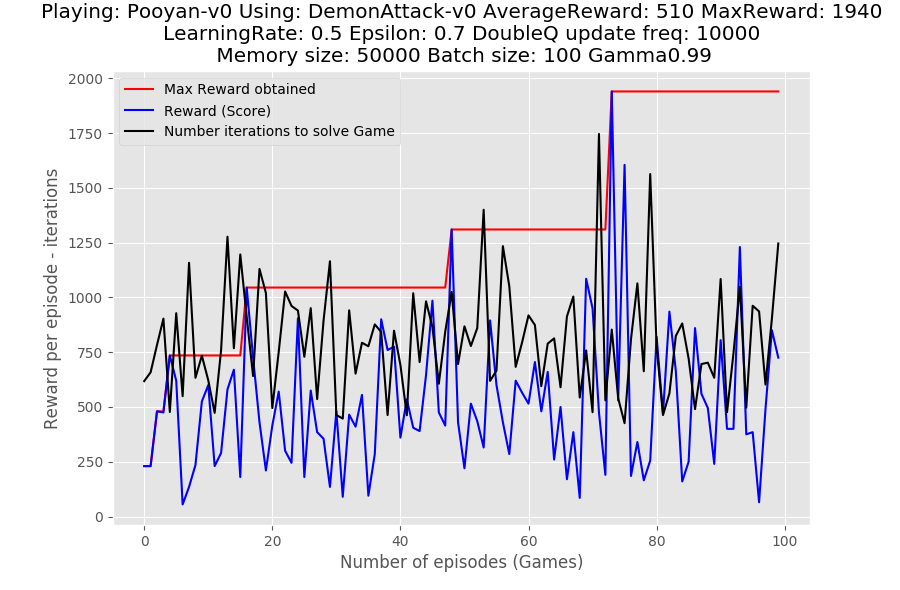 Playing: Pooyan-v0 Using: DemonAttack-v0 AverageReward: 510 MaxReward: 1940
LearningRate: 0.5 Epsilon: 0.7 DoubleQ update freq: 10000
Memory size: 50000 Batch size: 100 Gamma0.99
Max Reward obtained
Reward (Score)
Number iterations to solve Game
Reward per episode - iterations
2000
1750
1500
1250
1000
750
500
250
0
0 20 40 60 80 100
Number of episodes (Games)